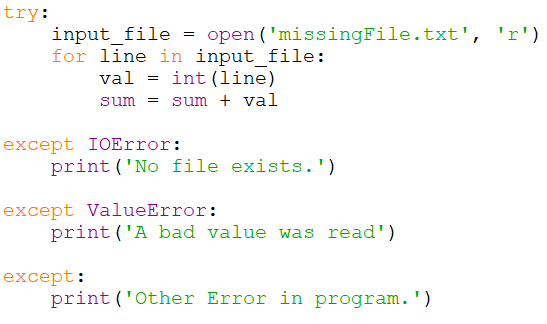 try:
    input_file = open('missingFile.txt', 'r')
    for line in input_file:
        val = int(line)
        sum = sum + val
except IOError:
    print('No file exists.')
except ValueError:
    print('A bad value was read')
except:
    print('Other Error in program.')